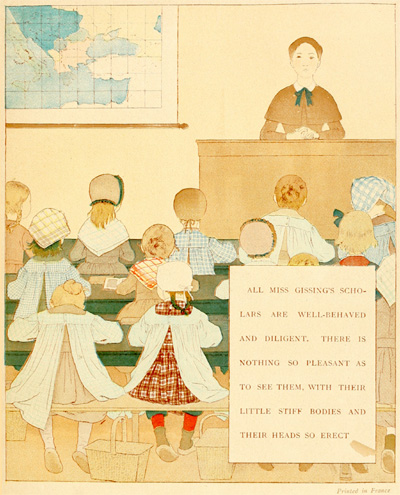 ALL MISS GISSING'S SCHO-
LARS ARE WELL-BEHAVED
AND DILIGENT. THERE IS
NOTHING SO PLEASANT AS
TO SEE THEM, WITH THEIR
LITTLE STIFF BODIES AND
THEIR HEADS SO ERECT
Printed in France